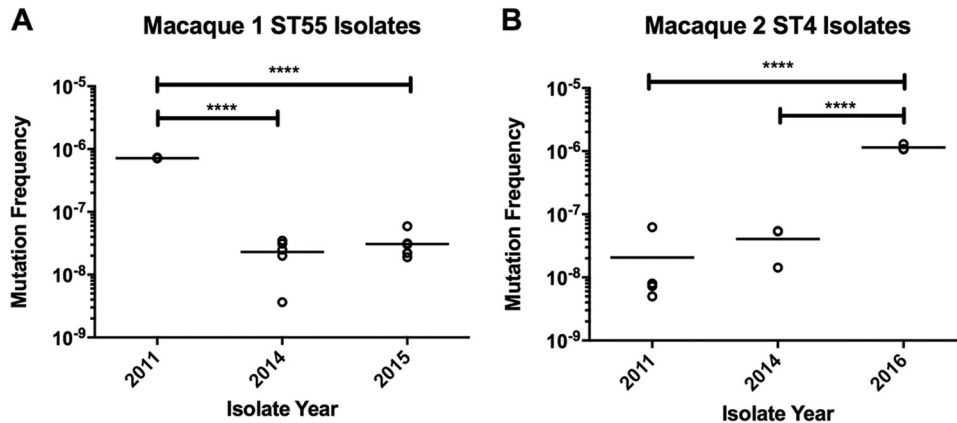 A
Macaque 1 ST55 Isolates
****
****
Mutation Frequency
10⁻⁵
10⁻⁶
10⁻⁷
10⁻⁸
10⁻⁹
2011
2014
2015
Isolate Year
B
Macaque 2 ST4 Isolates
****
****
Mutation Frequency
10⁻⁵
10⁻⁶
10⁻⁷
10⁻⁸
10⁻⁹
2011
2014
2016
Isolate Year